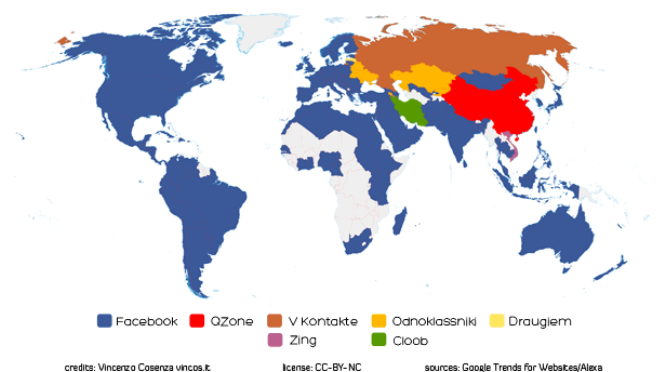 Facebook QZone V Kontakte Odnoklassniki Draugiem
Zing Cloob
credits: Vincenzo Cosenza vincos.it license: CC-BY-NC sources: Google Trends for Websites/Alexa